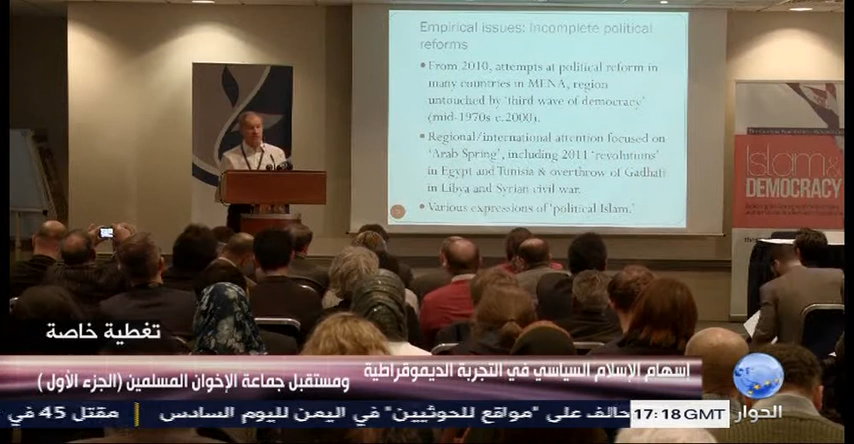 Empirical issues: Incomplete political
reforms
• From 2010, attempts at political reform in
many countries in MENA, region
untouched by 'third wave of democracy'
(mid-1970s-c.2000).
• Regional/international attention focused on
'Arab Spring', including 2011 'revolutions'
in Egypt and Tunisia & overthrow of Gadhafi
in Libya and Syrian civil war.
• Various expressions of 'political Islam.'
Islam &
DEMOCRACY
تغطية خاصة
اسهام الإسلام السياسي في التجربة الديموقراطية
ومستقبل جماعة الإخوان المسلمين (الجزء الأول)
الحوار
17:18 GMT
حالف على "مواقع للحوثيين" في اليمن لليوم السادس | مقتل 45 في